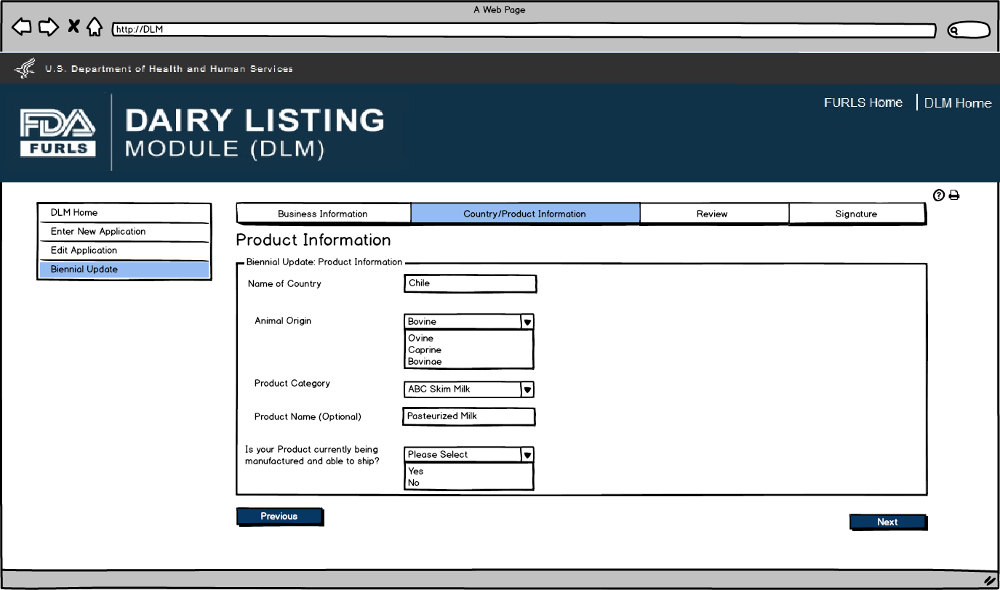 A Web Page
http://DLM
U.S. Department of Health and Human Services
FURLS Home
DLM Home
FDA
FURLS
DAIRY LISTING
MODULE (DLM)
DLM Home
Enter New Application
Edit Application
Biennial Update
Business Information
Country/Product Information
Review
Signature
Product Information
Biennial Update: Product Information
Name of Country
Chile
Animal Origin
Bovine
Ovine
Caprine
Bovinae
Product Category
ABC Skim Milk
Product Name (Optional)
Pasteurized Milk
Is your Product currently being
manufactured and able to ship?
Please Select
Yes
No
Previous
Next